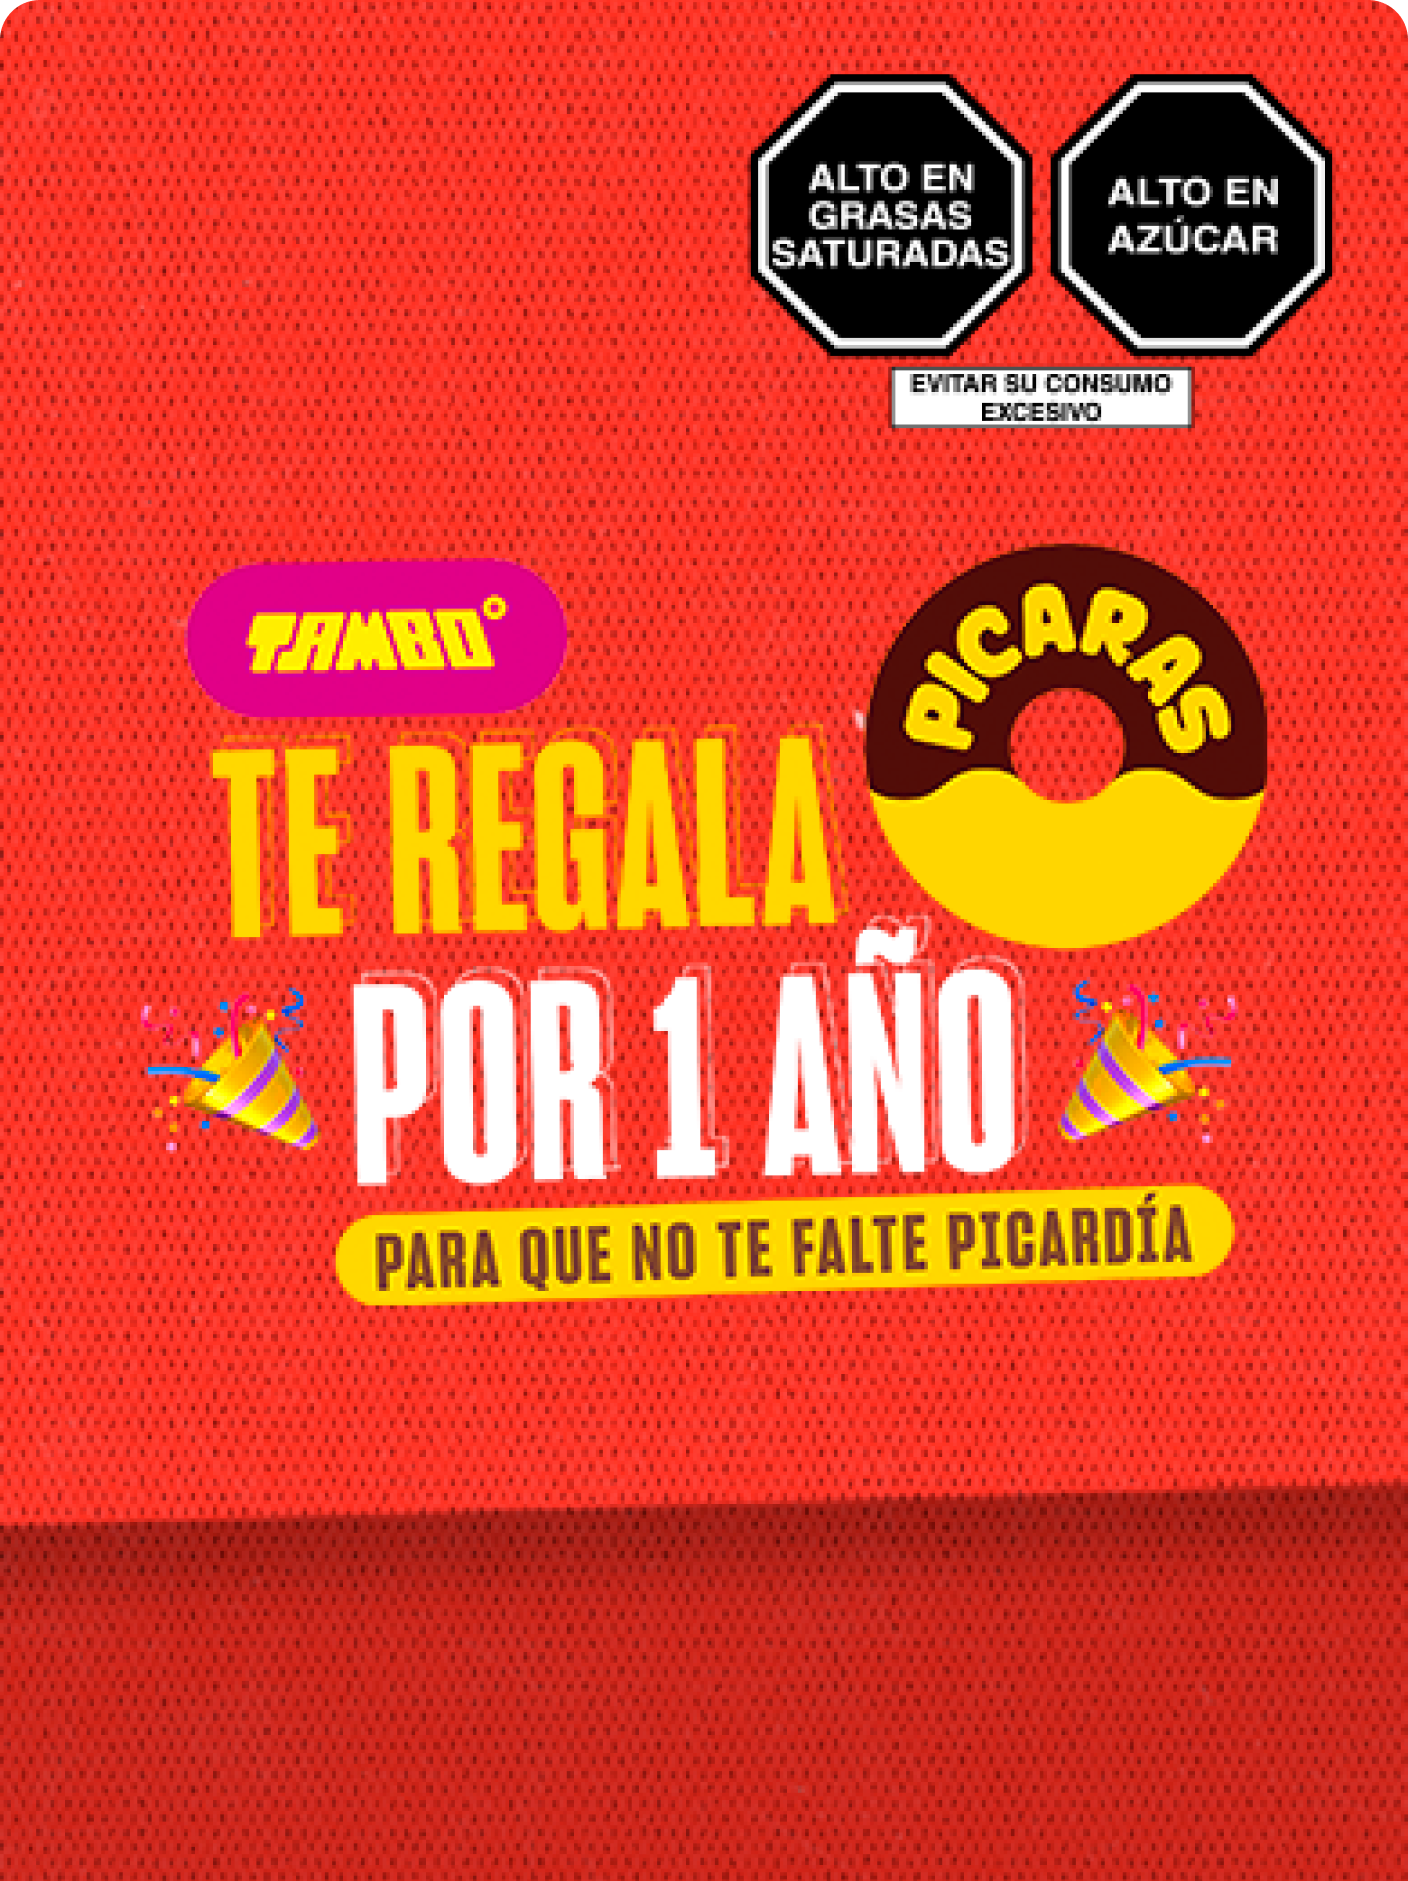 ALTO EN
GRASAS
SATURADAS
ALTO EN
AZÚCAR
EVITAR SU CONSUMO
EXCESIVO
TAMBO°
PICARAS
TE REGALA
POR 1 AÑO
PARA QUE NO TE FALTE PICARDÍA